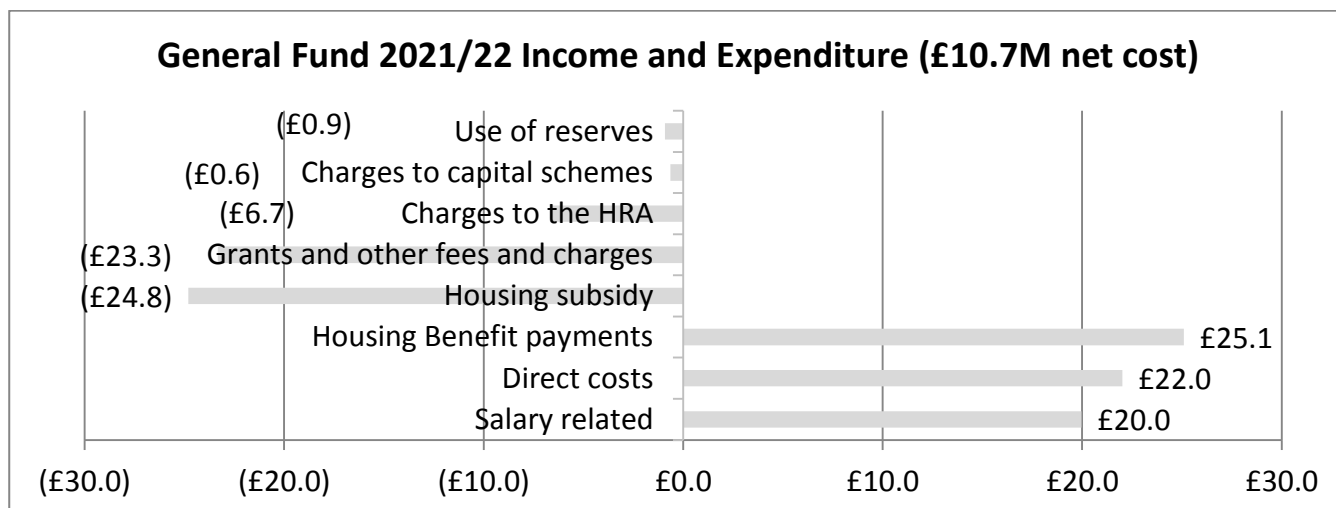 General Fund 2021/22 Income and Expenditure (£10.7M net cost)
(£0.9) Use of reserves
(£0.6) Charges to capital schemes
(£6.7) Charges to the HRA
(£23.3) Grants and other fees and charges
(£24.8) Housing subsidy
Housing Benefit payments £25.1
Direct costs £22.0
Salary related £20.0
(£30.0) (£20.0) (£10.0) £0.0 £10.0 £20.0 £30.0